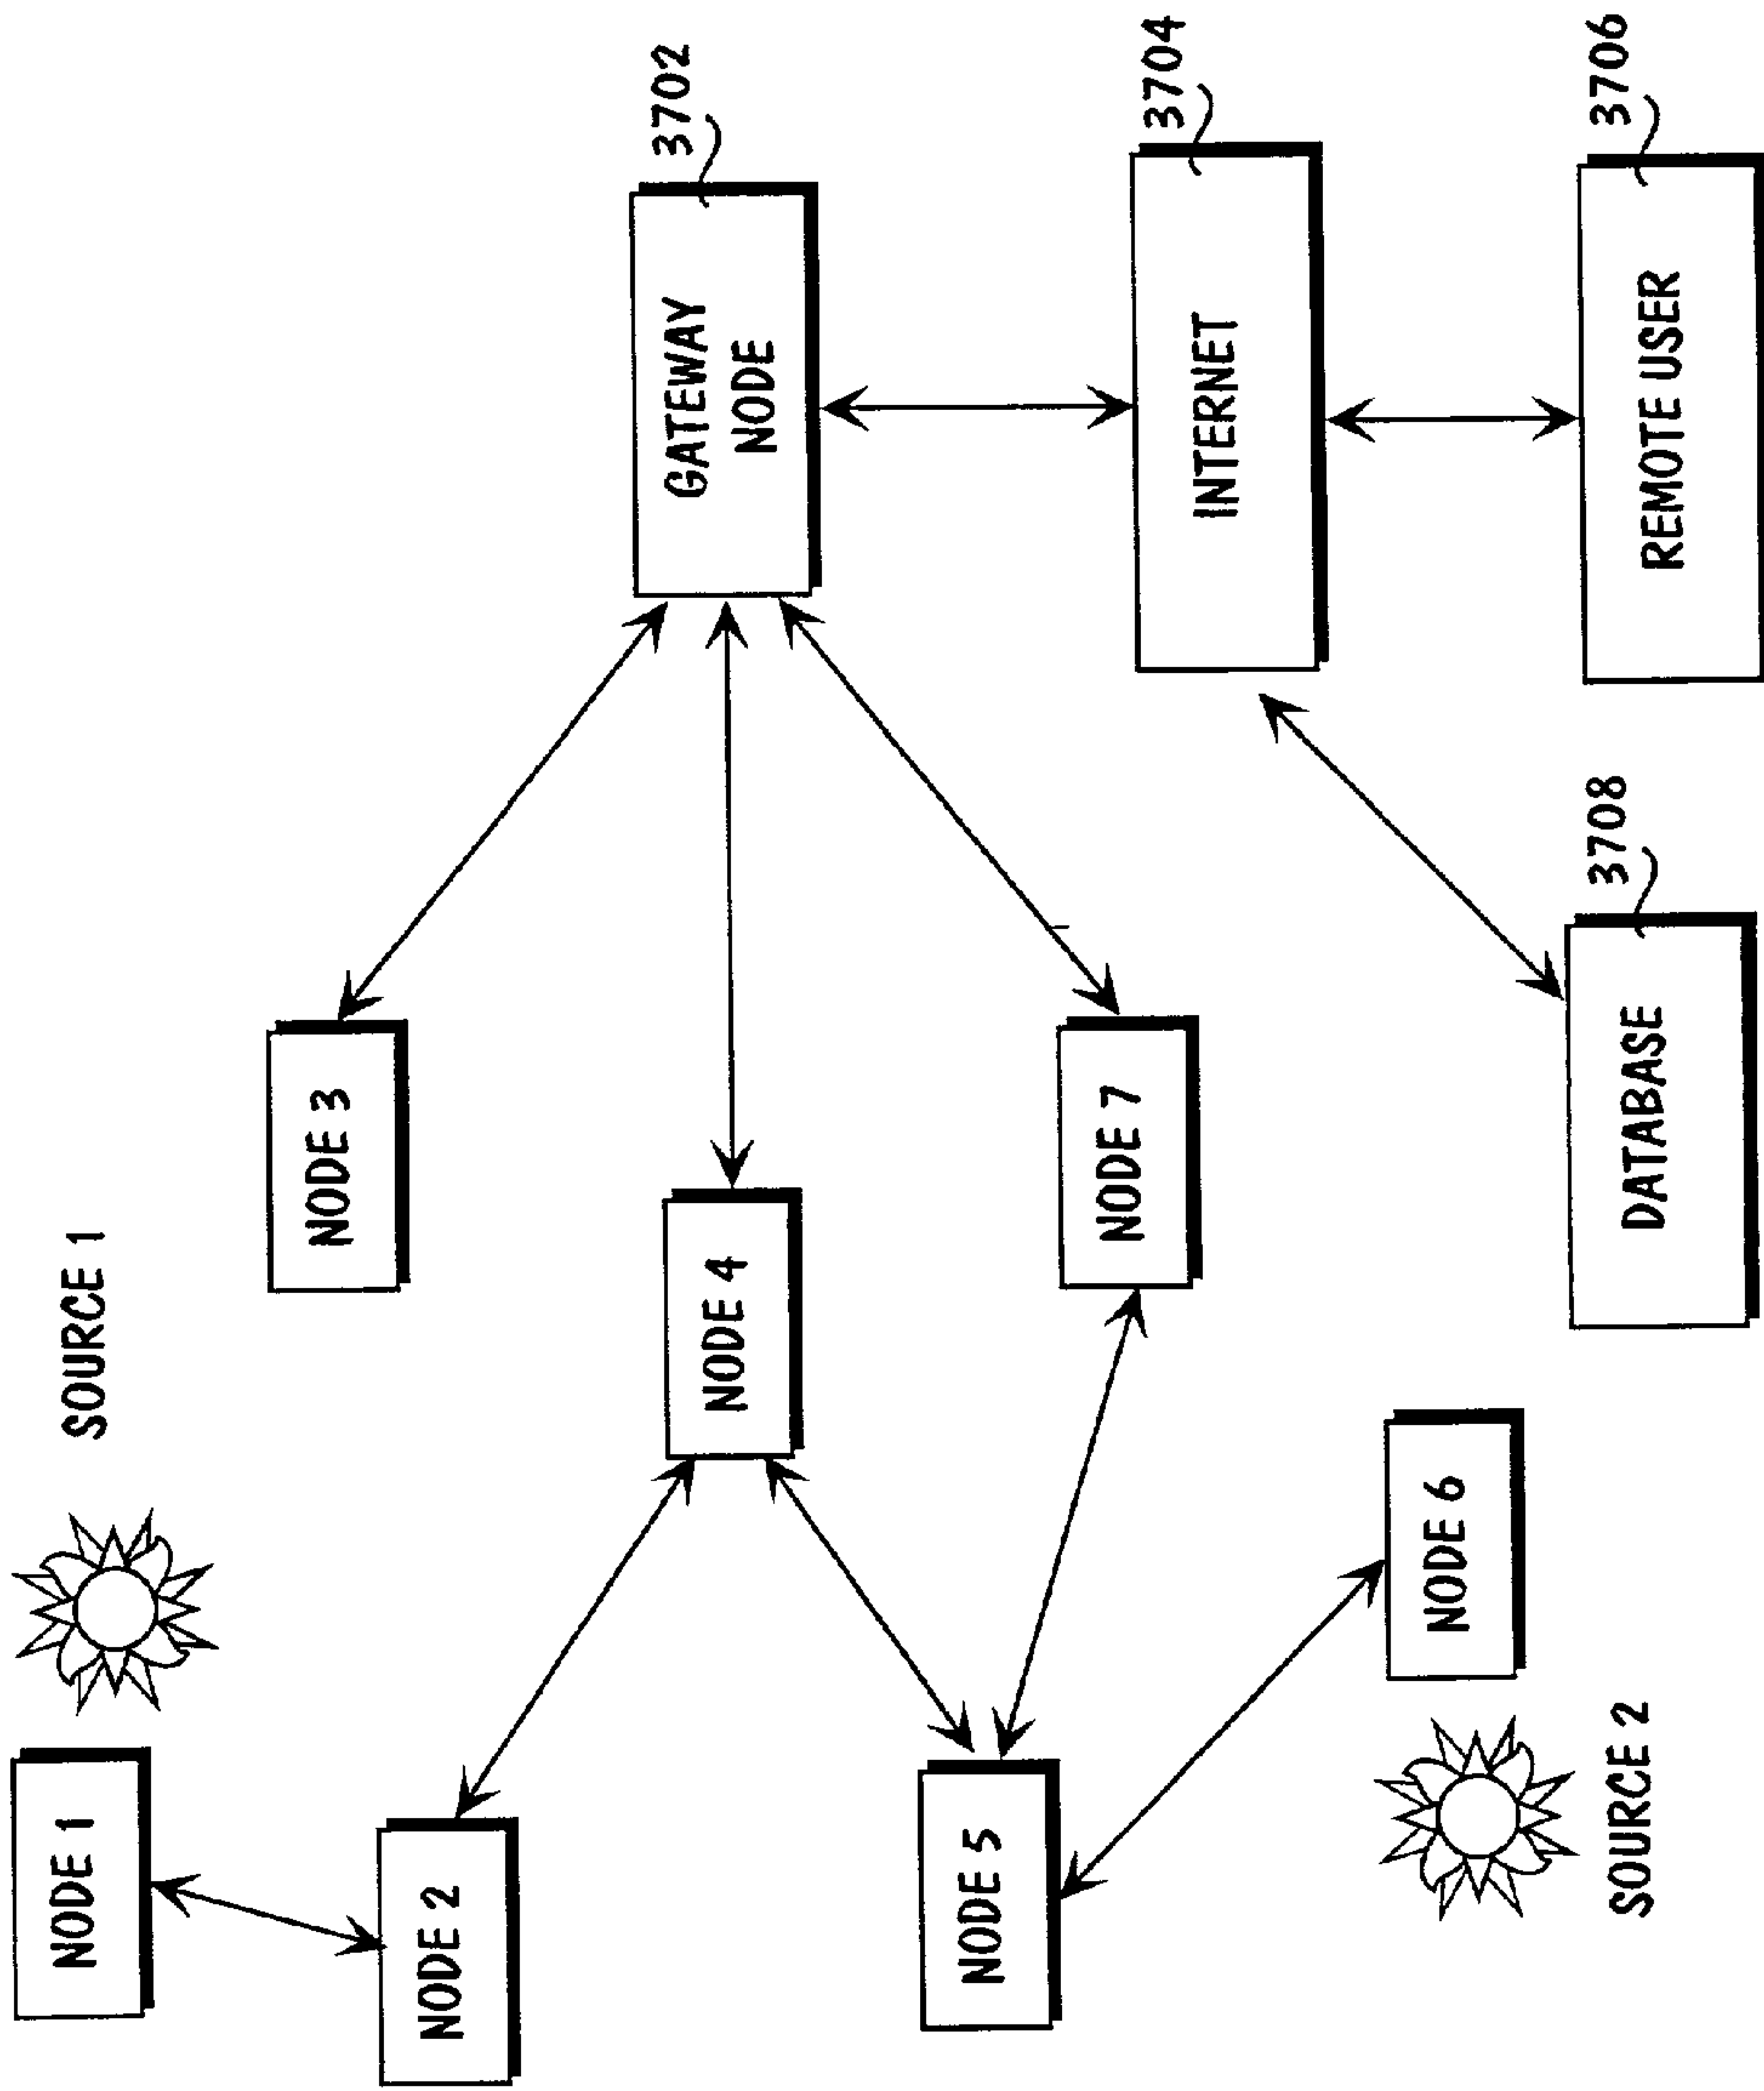 NODE 1
SOURCE 1
NODE 2
NODE 3
GATEWAY
NODE
3702
NODE 4
NODE 5
NODE 7
INTERNET
3704
NODE 6
SOURCE 2
DATABASE
3708
REMOTE USER
3706